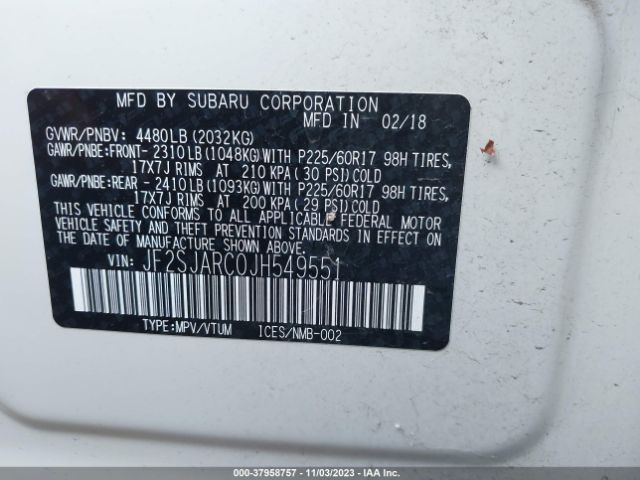 MFD BY SUBARU CORPORATION
MFD IN 02/18
GVWR/PNBV: 4480LB (2032KG)
GAWR/PNBE:FRONT- 2310LB (1048KG) WITH P225/60R17 98H TIRES,
17X7J RIMS AT 210 KPA (30 PSI) COLD
GAWR/PNBE:REAR - 2410LB (1093KG) WITH P225/60R17 98H TIRES,
17X7J RIMS AT 200 KPA (29 PSI) COLD
THIS VEHICLE CONFORMS TO ALL APPLICABLE FEDERAL MOTOR
VEHICLE SAFETY AND THEFT PREVENTION STANDARDS IN EFFECT ON
THE DATE OF MANUFACTURE SHOWN ABOVE.
VIN: JF2SJARC0JH549551
TYPE:MPV/VTUM ICES/NMB-002
000-37958757 - 11/03/2023 - IAA Inc.